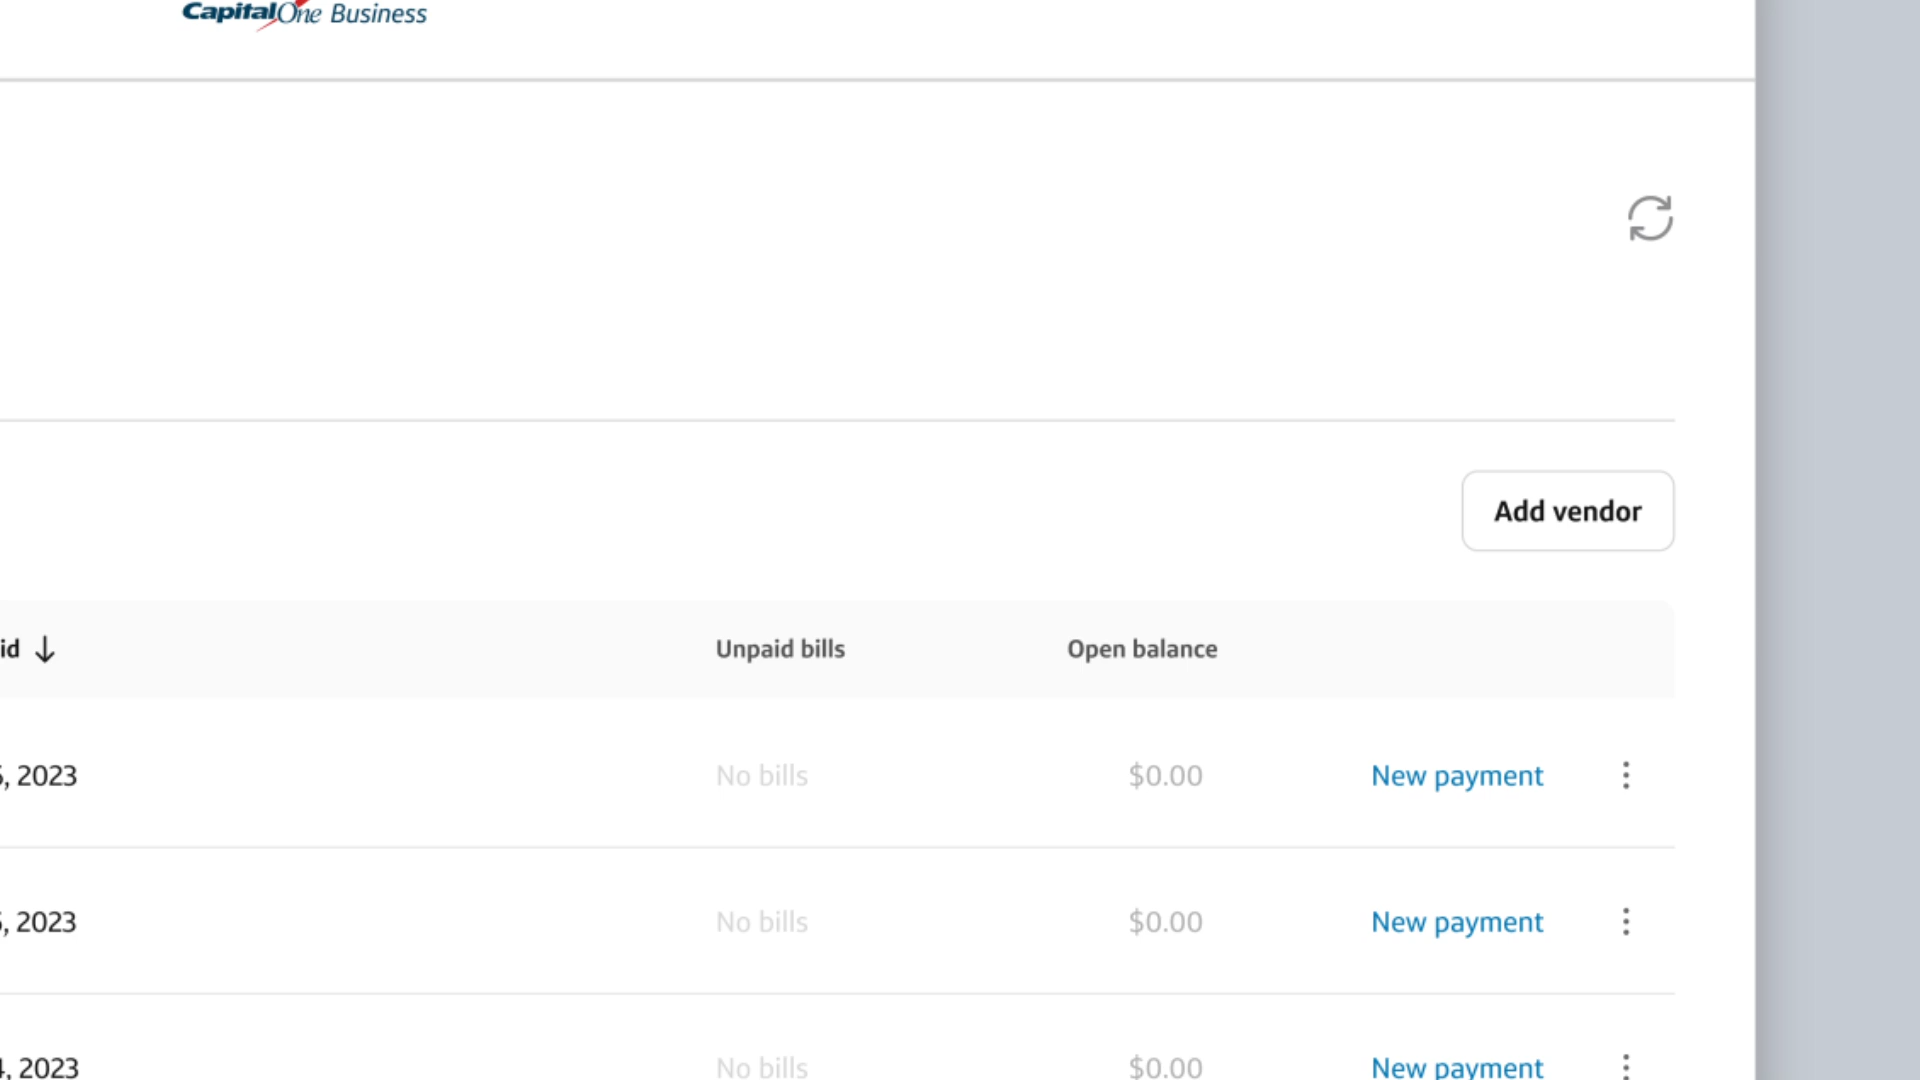 CapitalOne Business
Add vendor
id ↓ Unpaid bills Open balance
, 2023 No bills $0.00 New payment
, 2023 No bills $0.00 New payment
, 2023 No bills $0.00 New payment